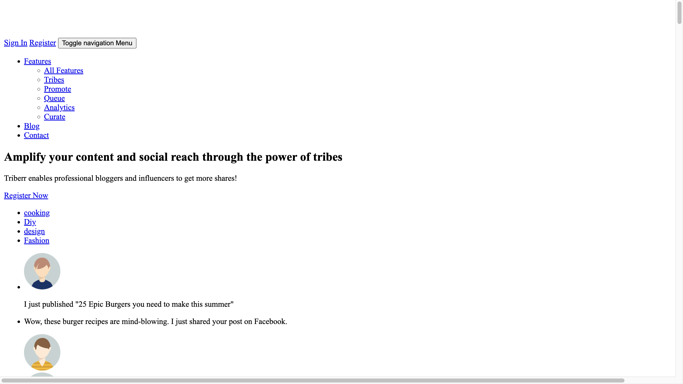 Sign In Register Toggle navigation Menu
Features
All Features
Tribes
Promote
Queue
Analytics
Curate
Blog
Contact
Amplify your content and social reach through the power of tribes
Triberr enables professional bloggers and influencers to get more shares!
Register Now
cooking
Diy
design
Fashion
I just published "25 Epic Burgers you need to make this summer"
Wow, these burger recipes are mind-blowing. I just shared your post on Facebook.